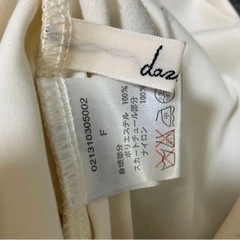 daz
021310305002
F
身頃部分
ポリエステル 100%
スカートチュール部分
ナイロン 100%